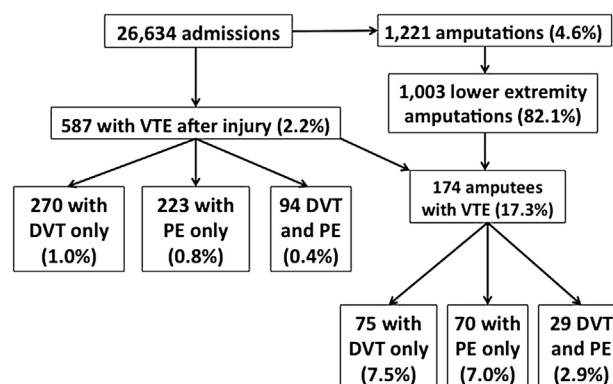 26,634 admissions
1,221 amputations (4.6%)
1,003 lower extremity
amputations (82.1%)
587 with VTE after injury (2.2%)
174 amputees
with VTE (17.3%)
270 with
DVT only
(1.0%)
223 with
PE only
(0.8%)
94 DVT
and PE
(0.4%)
75 with
DVT only
(7.5%)
70 with
PE only
(7.0%)
29 DVT
and PE
(2.9%)